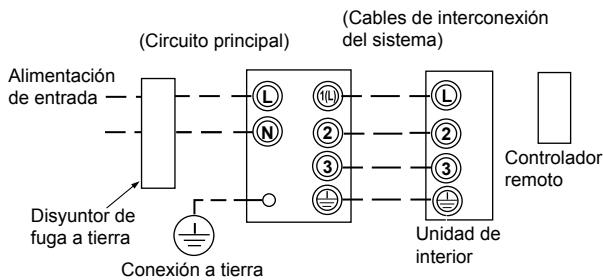 (Circuito principal)
(Cables de interconexión
del sistema)
Alimentación
de entrada
L
N
1(L)
2
3
L
2
3
Controlador
remoto
Disyuntor de
fuga a tierra
Conexión a tierra
Unidad de
interior